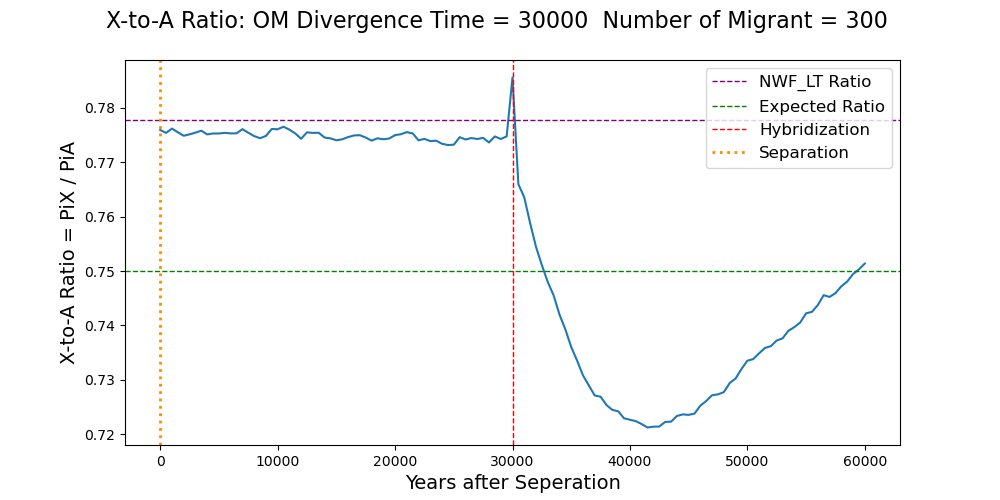 X-to-A Ratio: OM Divergence Time = 30000  Number of Migrant = 300
X-to-A Ratio = PiX / PiA
0.78
0.77
0.76
0.75
0.74
0.73
0.72
NWF_LT Ratio
Expected Ratio
Hybridization
Separation
0 10000 20000 30000 40000 50000 60000
Years after Seperation